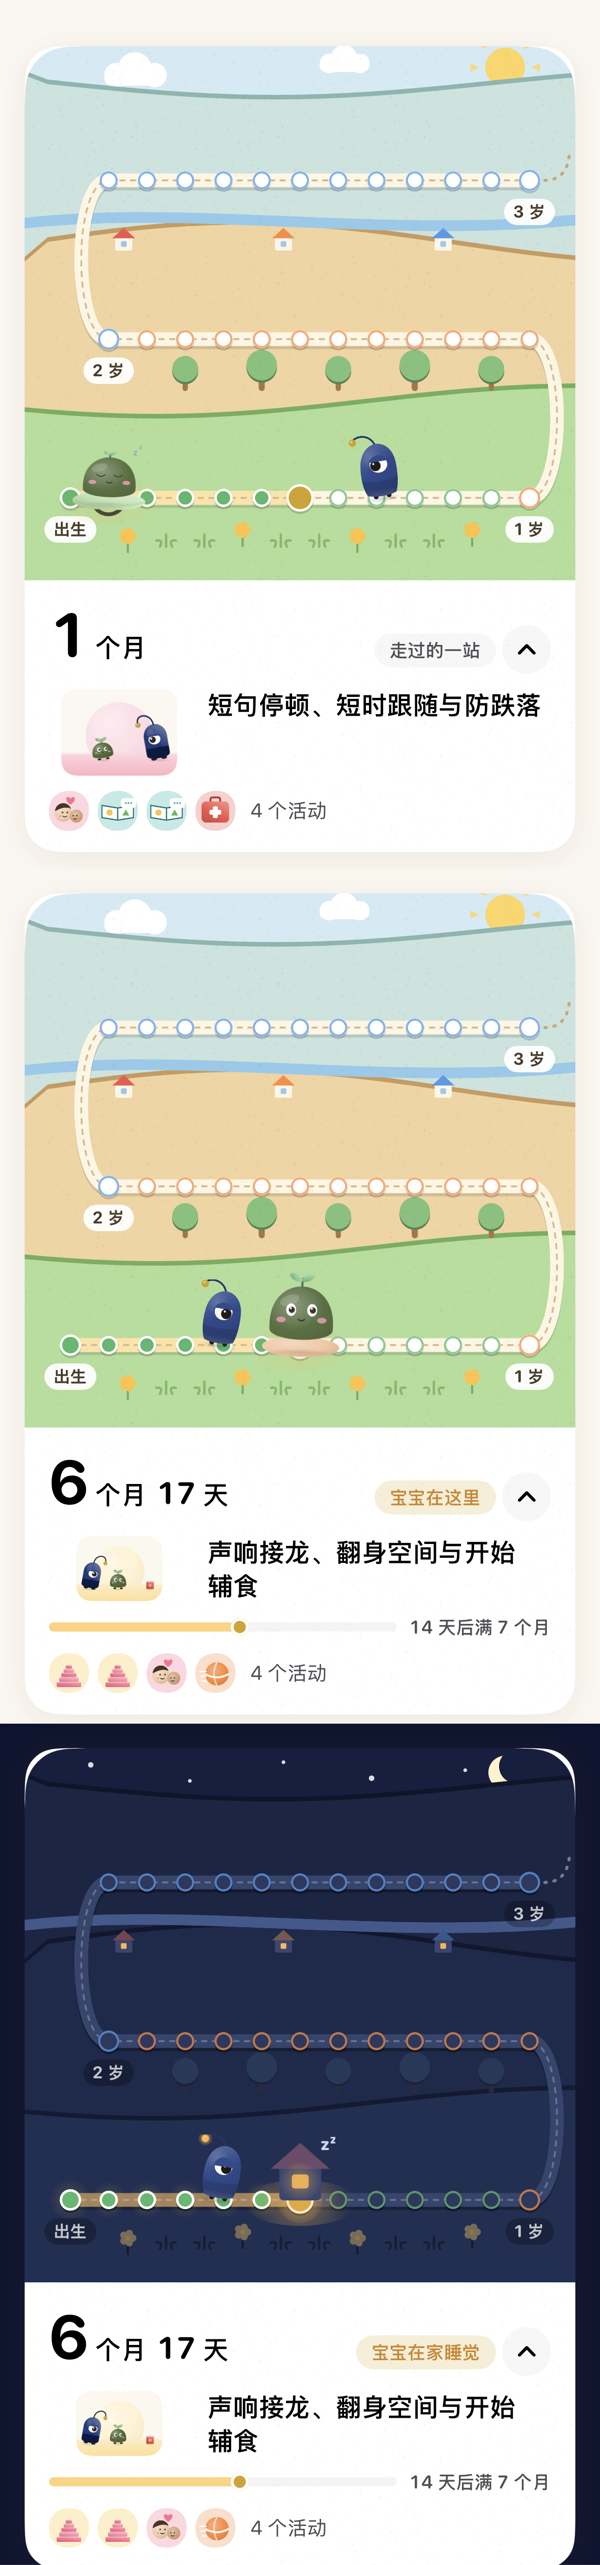 3 岁
2 岁
z z
出生
1 岁
1 个月
走过的一站
短句停顿、短时跟随与防跌落
4 个活动
3 岁
2 岁
出生
1 岁
6 个月 17 天
宝宝在这里
声响接龙、翻身空间与开始
辅食
14 天后满 7 个月
4 个活动
3 岁
2 岁
z z
出生
1 岁
6 个月 17 天
宝宝在家睡觉
声响接龙、翻身空间与开始
辅食
14 天后满 7 个月
4 个活动